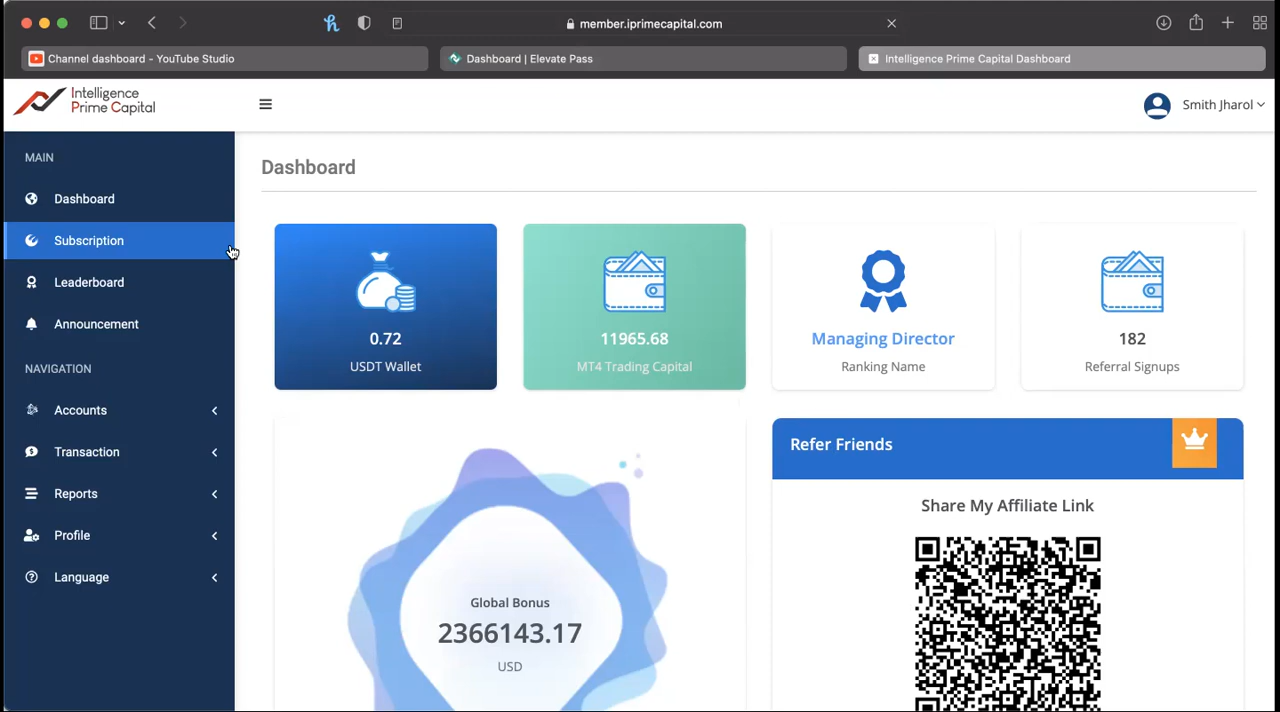 member.iprimecapital.com
Channel dashboard - YouTube Studio
Dashboard | Elevate Pass
Intelligence Prime Capital Dashboard
Intelligence
Prime Capital
Smith Jharol
MAIN
Dashboard
Subscription
Leaderboard
Announcement
NAVIGATION
Accounts
Transaction
Reports
Profile
Language
Dashboard
0.72
USDT Wallet
11965.68
MT4 Trading Capital
Managing Director
Ranking Name
182
Referral Signups
Global Bonus
2366143.17
USD
Refer Friends
Share My Affiliate Link